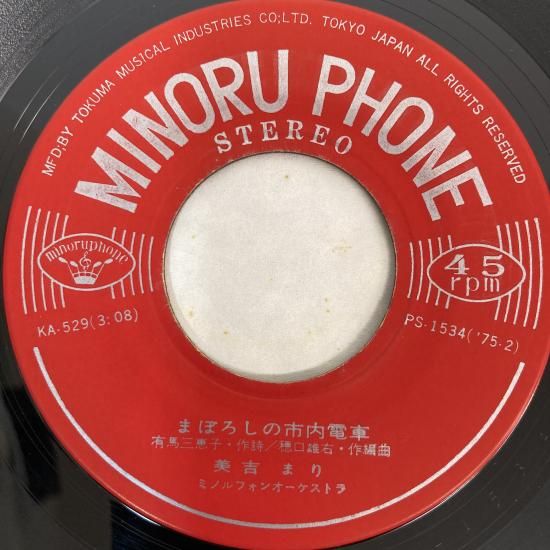 MFD;BY TOKUMA MUSICAL INDUSTRIES CO;LTD. TOKYO JAPAN ALL RIGHTS RESERVED
MINORU PHONE
STEREO
minoruphone
45
rpm
KA-529(3:08)
PS-1534('75.2)
まぼろしの市内電車
有馬三恵子・作詩/穂口雄右・作編曲
美吉まり
ミノルフォンオーケストラ